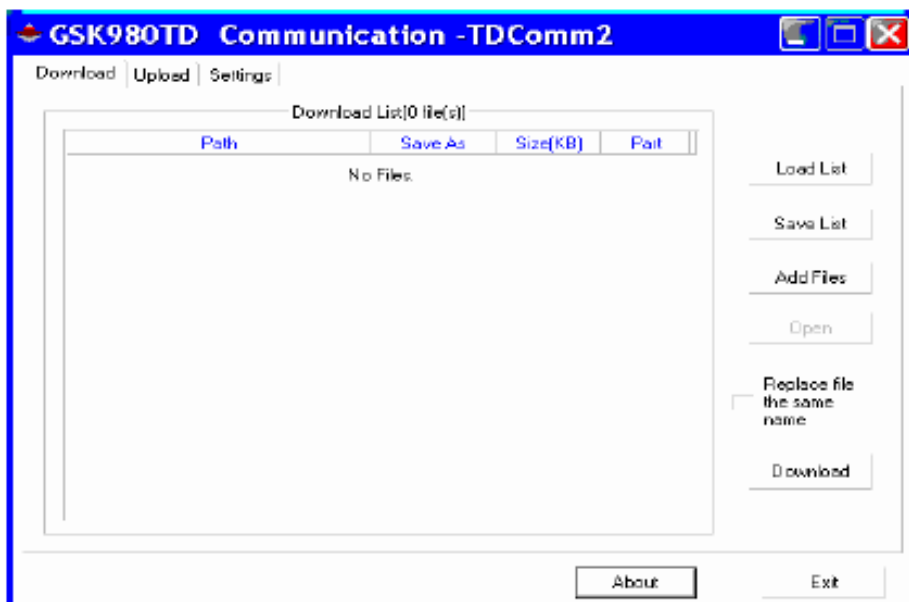 GSK980TD Communication -TDComm2
Download Upload Settings
Download List(0 file(s))
Path Save As Size(KB) Part
No Files.
Load List
Save List
Add Files
Open
Replace file
the same
name
Download
About Exit